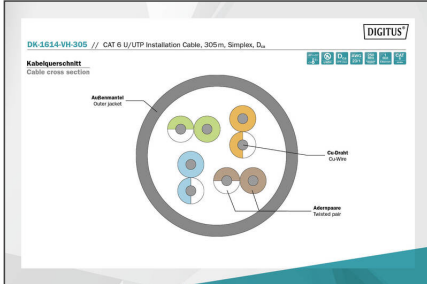 DIGITUS®
DK-1614-VH-305 // CAT 6 U/UTP Installation Cable, 305 m, Simplex, Dca
Kabelquerschnitt
Cable cross section
Außenmantel
Outer jacket
Cu-Draht
Cu-Wire
Adernpaare
Twisted pair